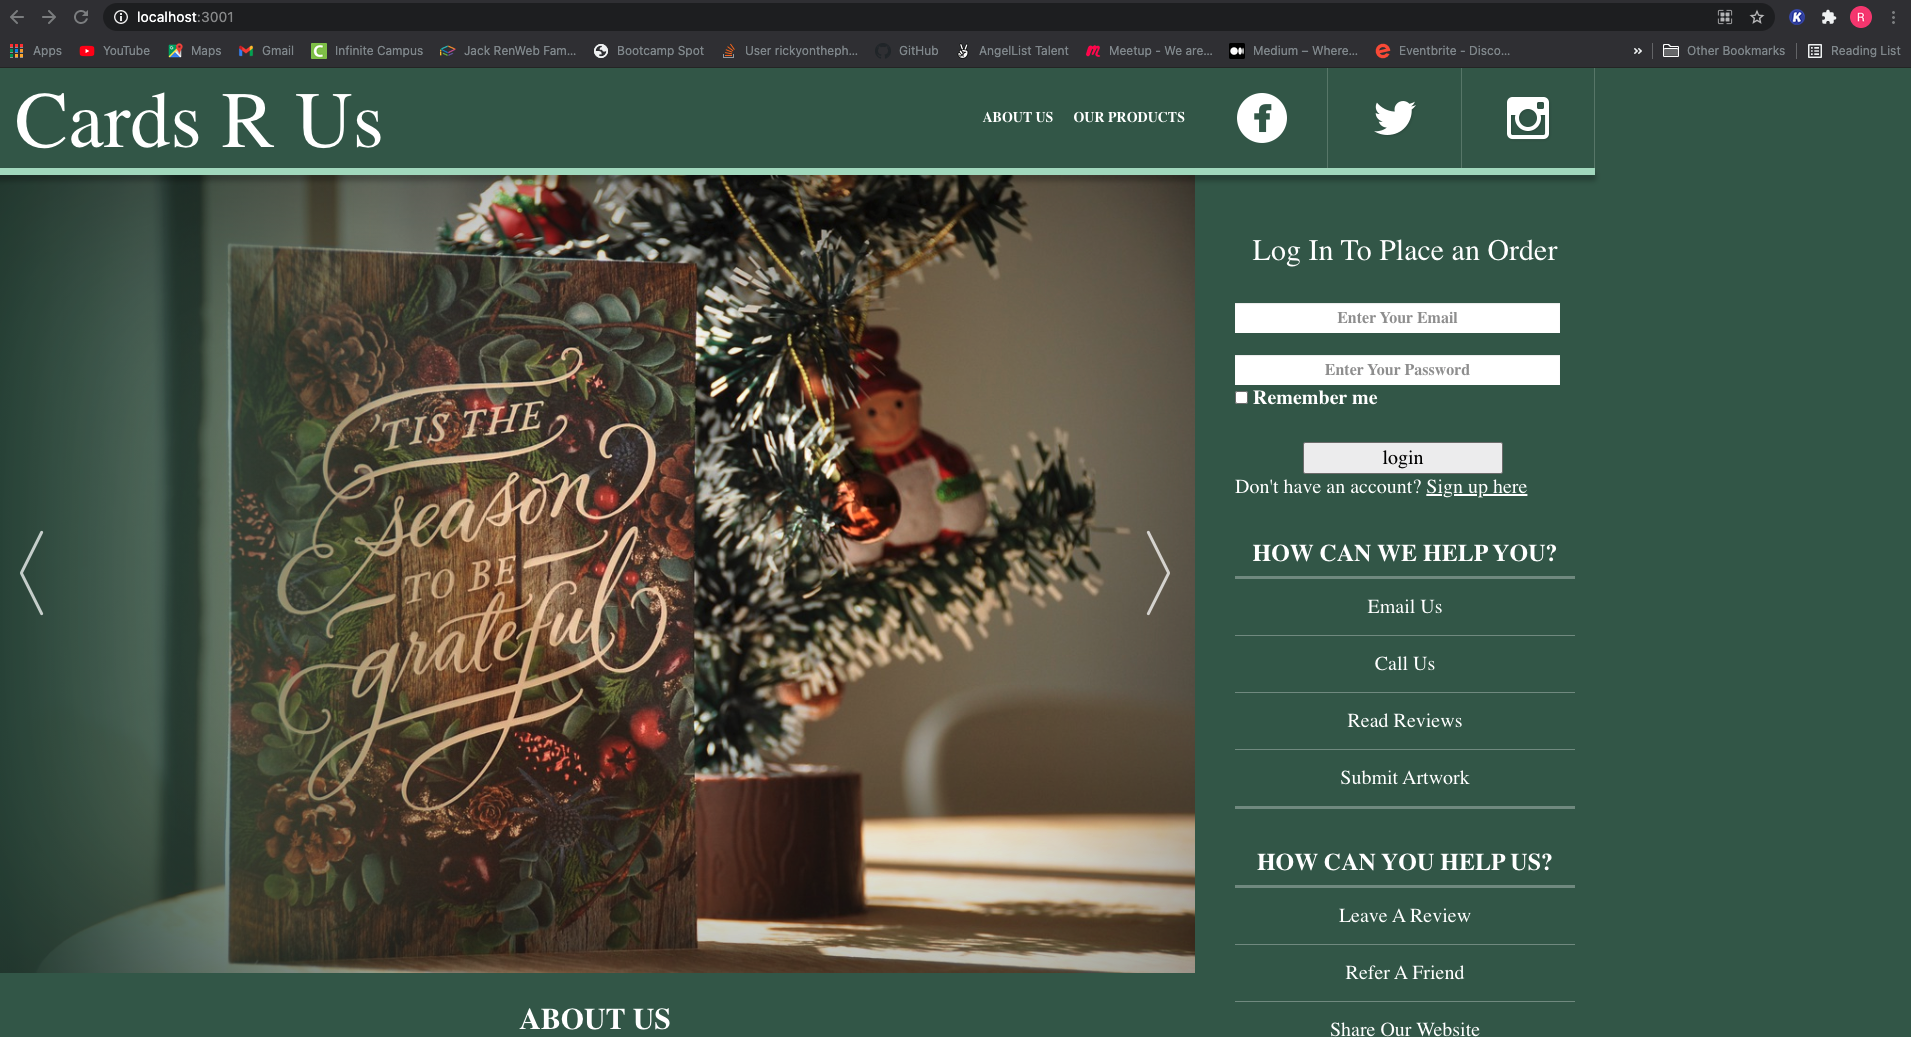 localhost:3001
Apps YouTube Maps Gmail Infinite Campus Jack RenWeb Fam... Bootcamp Spot User rickyontheph... GitHub AngelList Talent Meetup - We are... Medium – Where... Eventbrite - Disco... » Other Bookmarks Reading List
R
Cards R Us
ABOUT US OUR PRODUCTS
'TIS THE
season
TO BE
grateful
Log In To Place an Order
Enter Your Email
Enter Your Password
Remember me
login
Don't have an account? Sign up here
HOW CAN WE HELP YOU?
Email Us
Call Us
Read Reviews
Submit Artwork
HOW CAN YOU HELP US?
Leave A Review
Refer A Friend
Share Our Website
ABOUT US